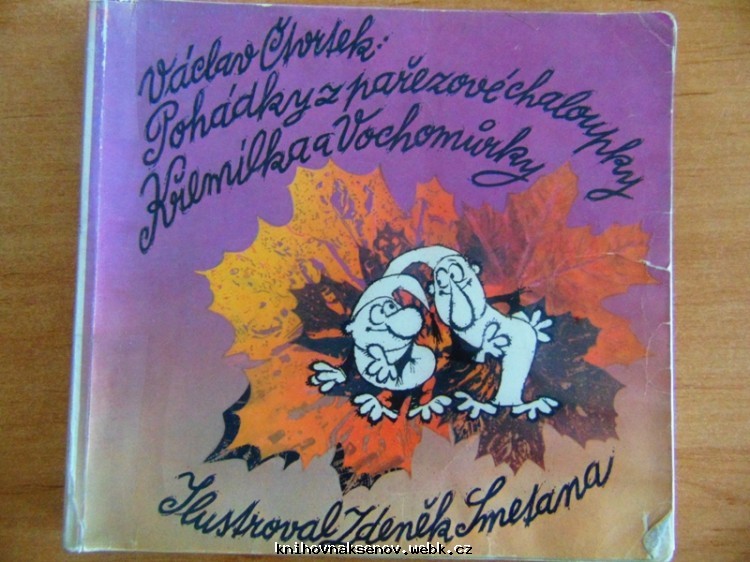 Václav Čtvrtek:
Pohádky z pařezové chaloupky
Křemílka a Vochomůrky
Ilustroval Zdeněk Smetana
knihovnaksenov.webk.cz